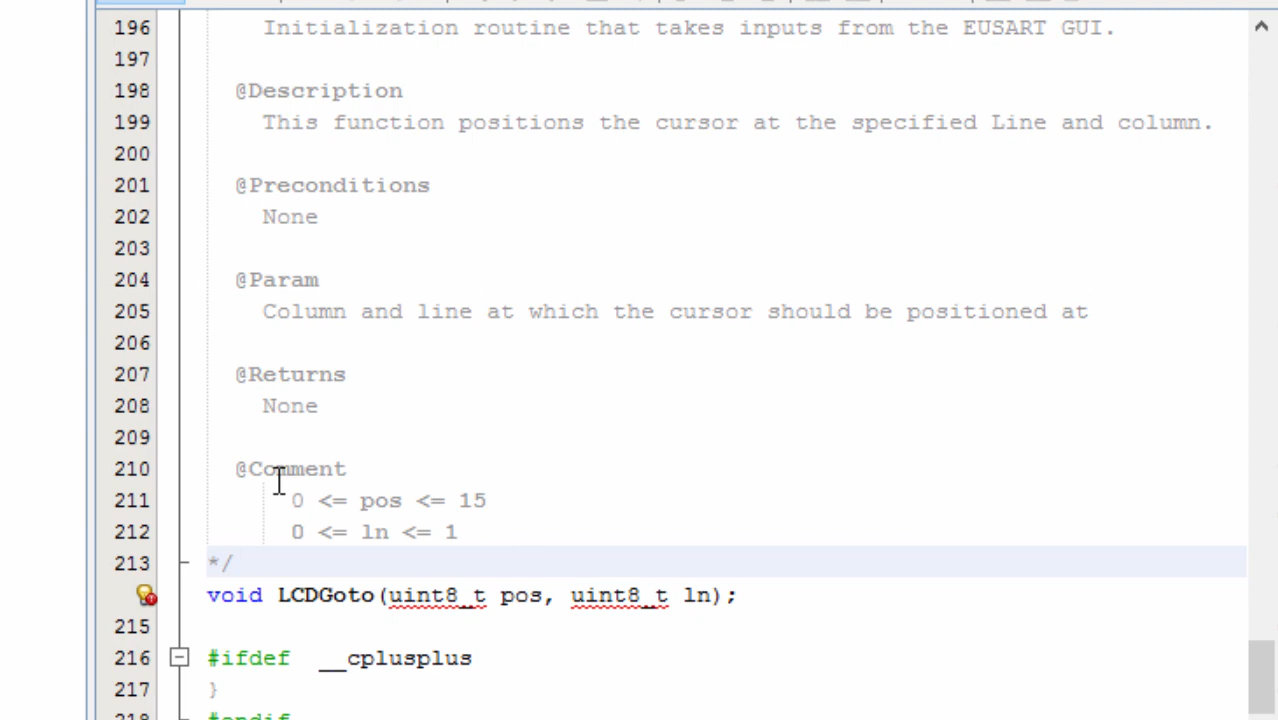 196 Initialization routine that takes inputs from the EUSART GUI.
197
198 @Description
199 This function positions the cursor at the specified Line and column.
200
201 @Preconditions
202 None
203
204 @Param
205 Column and line at which the cursor should be positioned at
206
207 @Returns
208 None
209
210 @Comment
211 0 <= pos <= 15
212 0 <= ln <= 1
213 */
void LCDGoto(uint8_t pos, uint8_t ln);
215
216 #ifdef __cplusplus
217 }
218 #endif